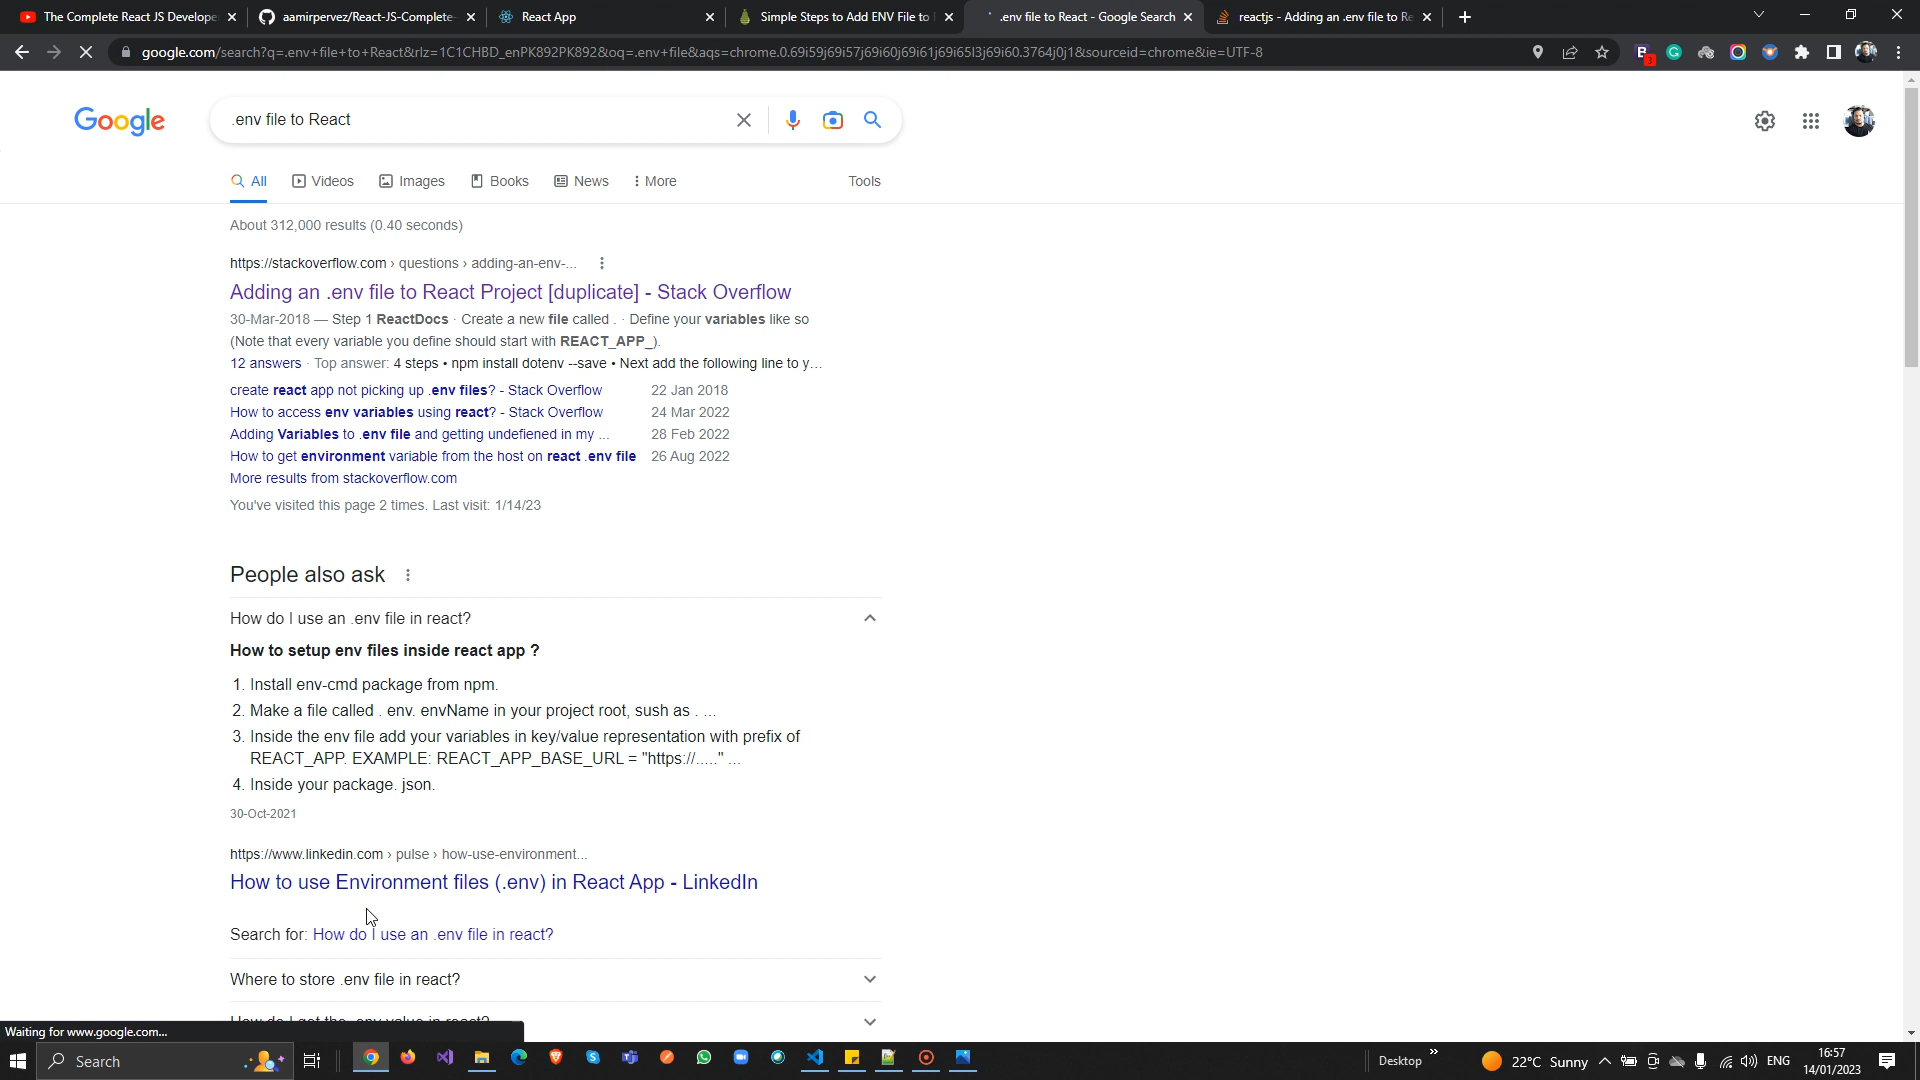 The Complete React JS Develope
aamirpervez/React-JS-Complete-
React App
Simple Steps to Add ENV File to
.env file to React - Google Search
reactjs - Adding an .env file to Re
google.com/search?q=.env+file+to+React&rlz=1C1CHBD_enPK892PK892&oq=.env+file&aqs=chrome.0.69i59j69i57j69i60j69i61j69i65l3j69i60.3764j0j1&sourceid=chrome&ie=UTF-8
Google
.env file to React
All
Videos
Images
Books
News
More
Tools
About 312,000 results (0.40 seconds)
https://stackoverflow.com › questions › adding-an-env-...
Adding an .env file to React Project [duplicate] - Stack Overflow
30-Mar-2018 — Step 1 ReactDocs · Create a new file called . · Define your variables like so
(Note that every variable you define should start with REACT_APP_).
12 answers · Top answer: 4 steps • npm install dotenv --save • Next add the following line to y...
create react app not picking up .env files? - Stack Overflow 22 Jan 2018
How to access env variables using react? - Stack Overflow 24 Mar 2022
Adding Variables to .env file and getting undefiened in my ... 28 Feb 2022
How to get environment variable from the host on react .env file 26 Aug 2022
More results from stackoverflow.com
You've visited this page 2 times. Last visit: 1/14/23
People also ask
How do I use an .env file in react?
How to setup env files inside react app ?
1. Install env-cmd package from npm.
2. Make a file called . env. envName in your project root, sush as . ...
3. Inside the env file add your variables in key/value representation with prefix of
REACT_APP. EXAMPLE: REACT_APP_BASE_URL = "https://....." ...
4. Inside your package. json.
30-Oct-2021
https://www.linkedin.com › pulse › how-use-environment...
How to use Environment files (.env) in React App - LinkedIn
Search for: How do I use an .env file in react?
Where to store .env file in react?
How do I get the .env value in react?
Waiting for www.google.com...
Search
Desktop
22°C Sunny
ENG
16:57
14/01/2023